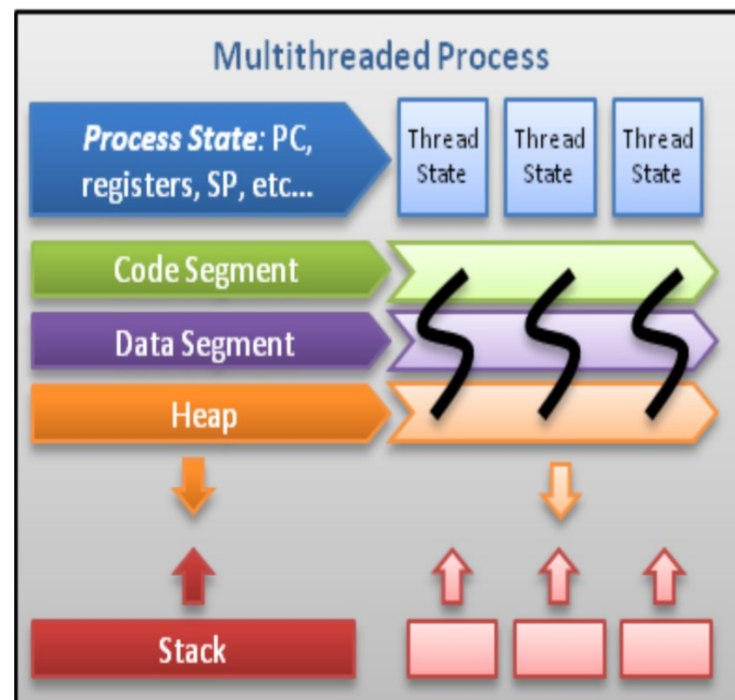 Multithreaded Process
Process State: PC,
registers, SP, etc...
Thread
State
Thread
State
Thread
State
Code Segment
Data Segment
Heap
Stack